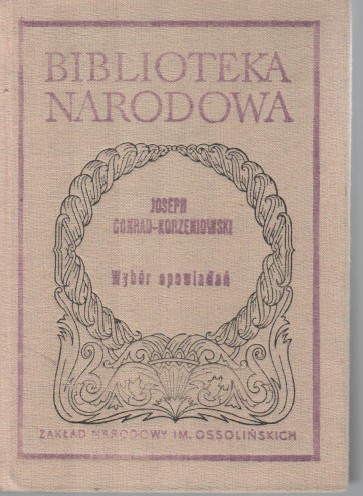 BIBLIOTEKA
NARODOWA
JOSEPH
CONRAD-KORZENIOWSKI
Wybór opowiadań
ZAKŁAD NARODOWY IM. OSSOLIŃSKICH